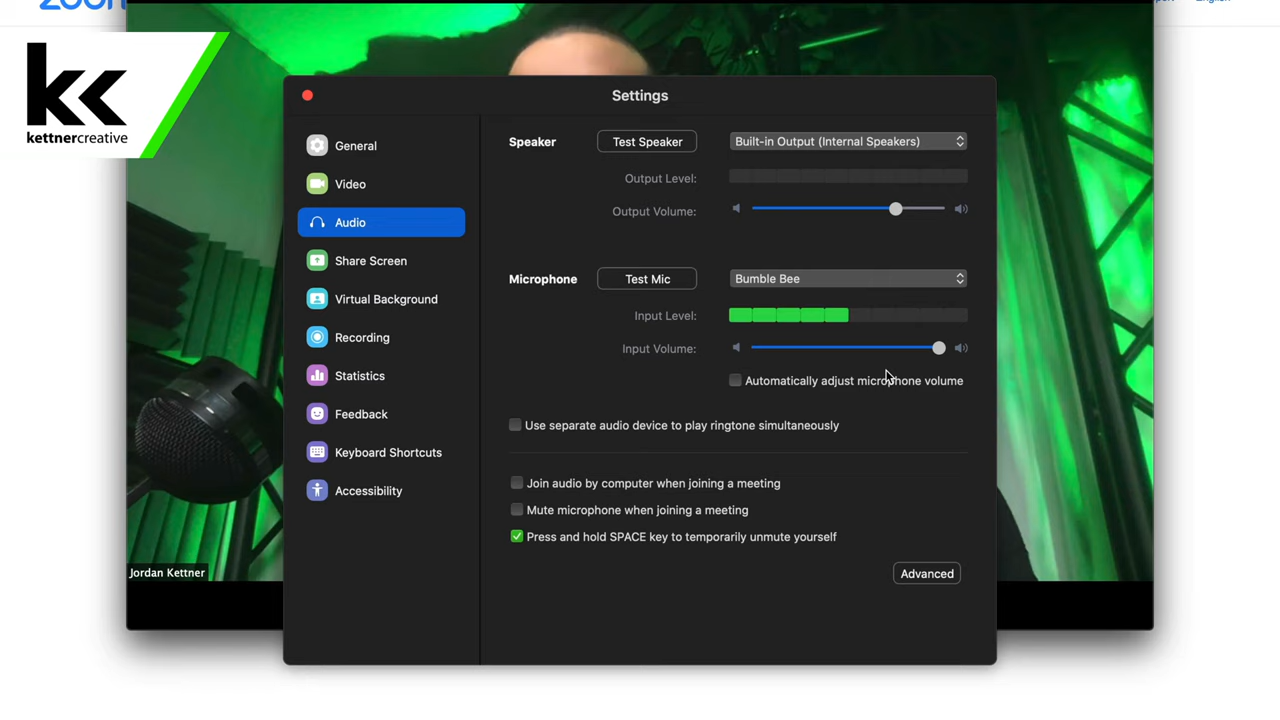 zoom
English
kc
kettnercreative
Settings
General
Video
Audio
Share Screen
Virtual Background
Recording
Statistics
Feedback
Keyboard Shortcuts
Accessibility
Speaker
Test Speaker
Built-in Output (Internal Speakers)
Output Level:
Output Volume:
Microphone
Test Mic
Bumble Bee
Input Level:
Input Volume:
Automatically adjust microphone volume
Use separate audio device to play ringtone simultaneously
Join audio by computer when joining a meeting
Mute microphone when joining a meeting
Press and hold SPACE key to temporarily unmute yourself
Advanced
Jordan Kettner